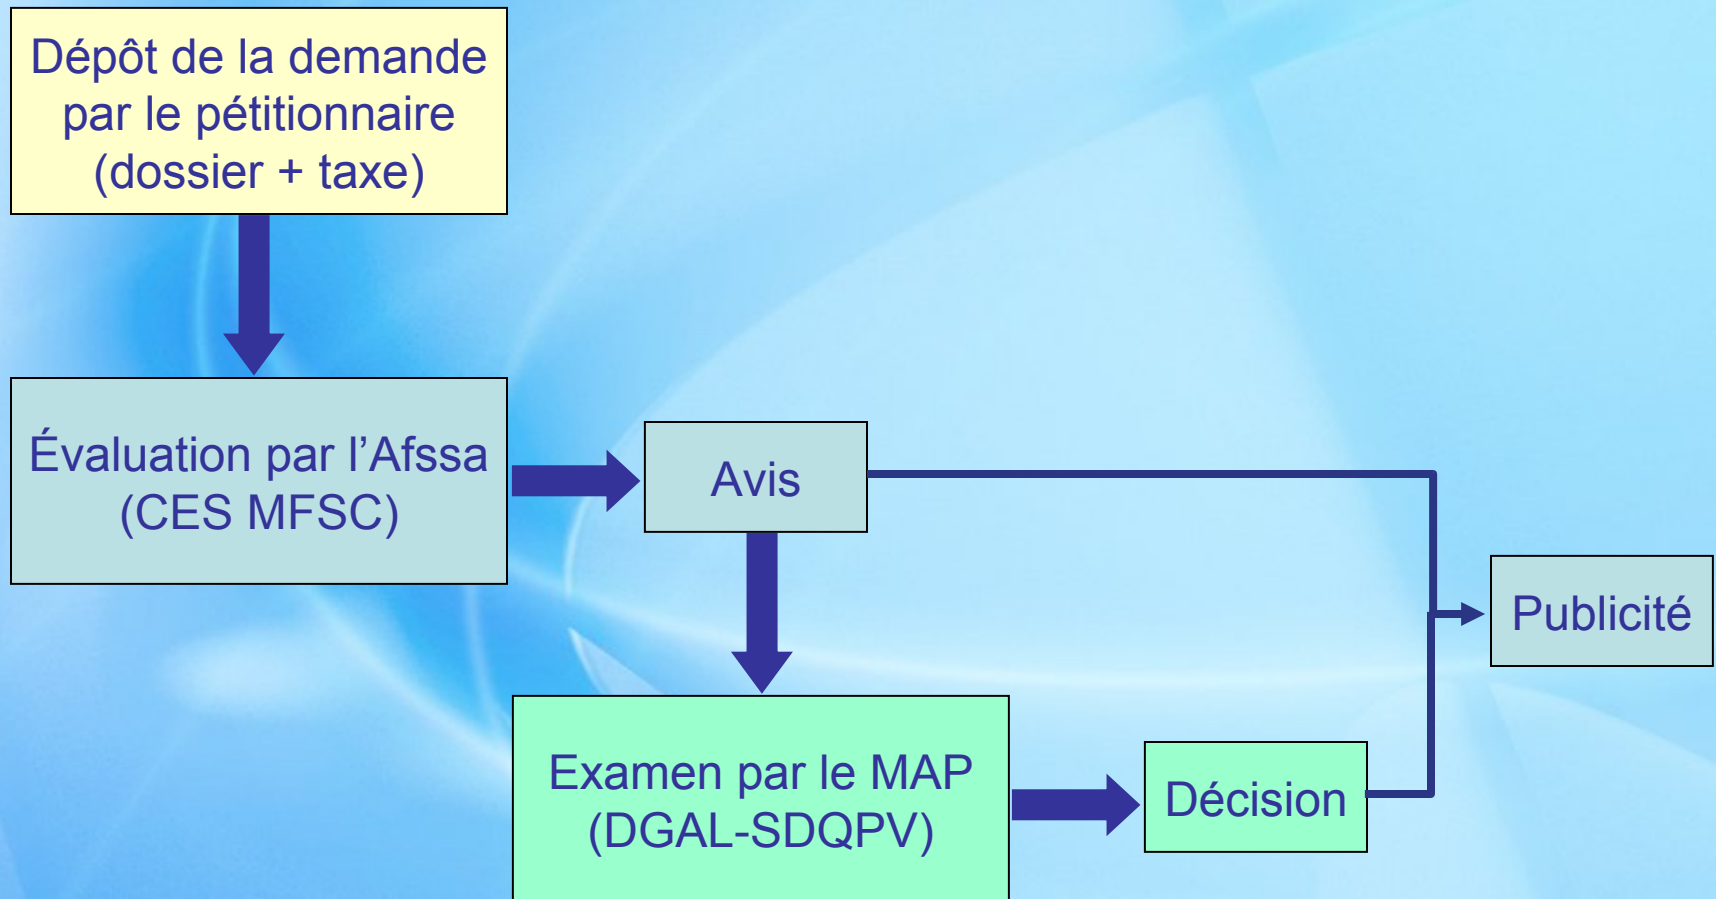 Dépôt de la demande
par le pétitionnaire
(dossier + taxe)
Évaluation par l’Afssa
(CES MFSC)
Avis
Publicité
Examen par le MAP
(DGAL-SDQPV)
Décision